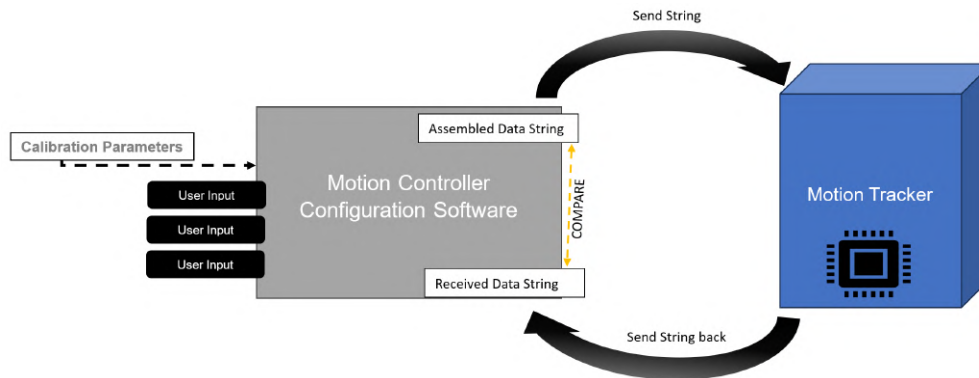 Send String
Assembled Data String
Calibration Parameters
Motion Controller
Configuration Software
User Input
User Input
User Input
COMPARE
Motion Tracker
Received Data String
Send String back